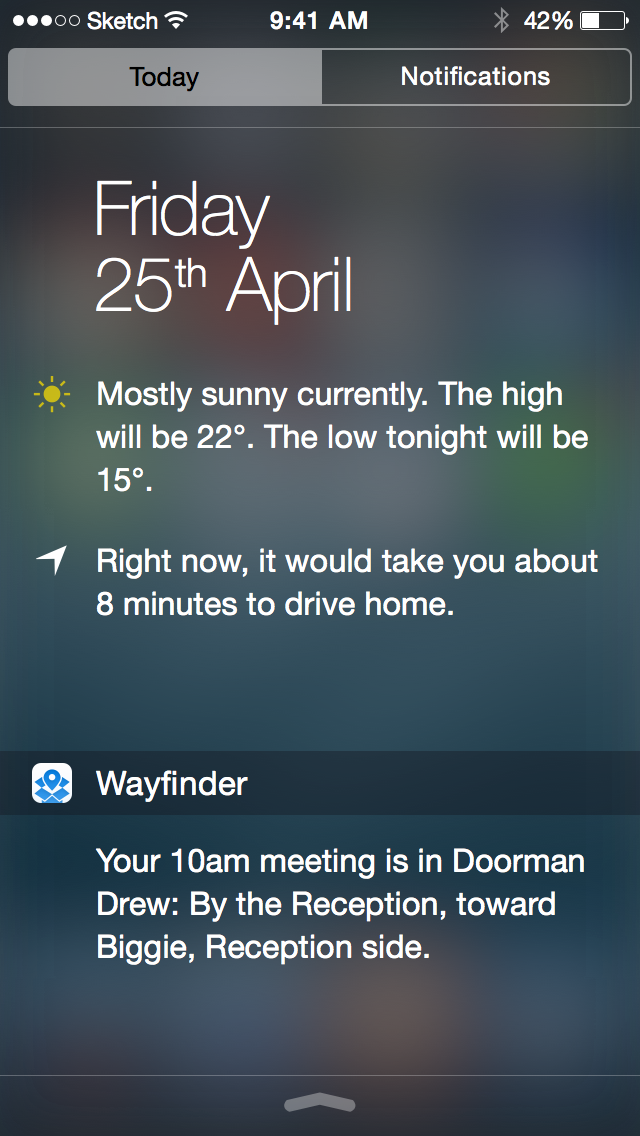 Sketch 9:41 AM 42%
Today Notifications
Friday
25th April
Mostly sunny currently. The high
will be 22°. The low tonight will be
15°.
Right now, it would take you about
8 minutes to drive home.
Wayfinder
Your 10am meeting is in Doorman
Drew: By the Reception, toward
Biggie, Reception side.